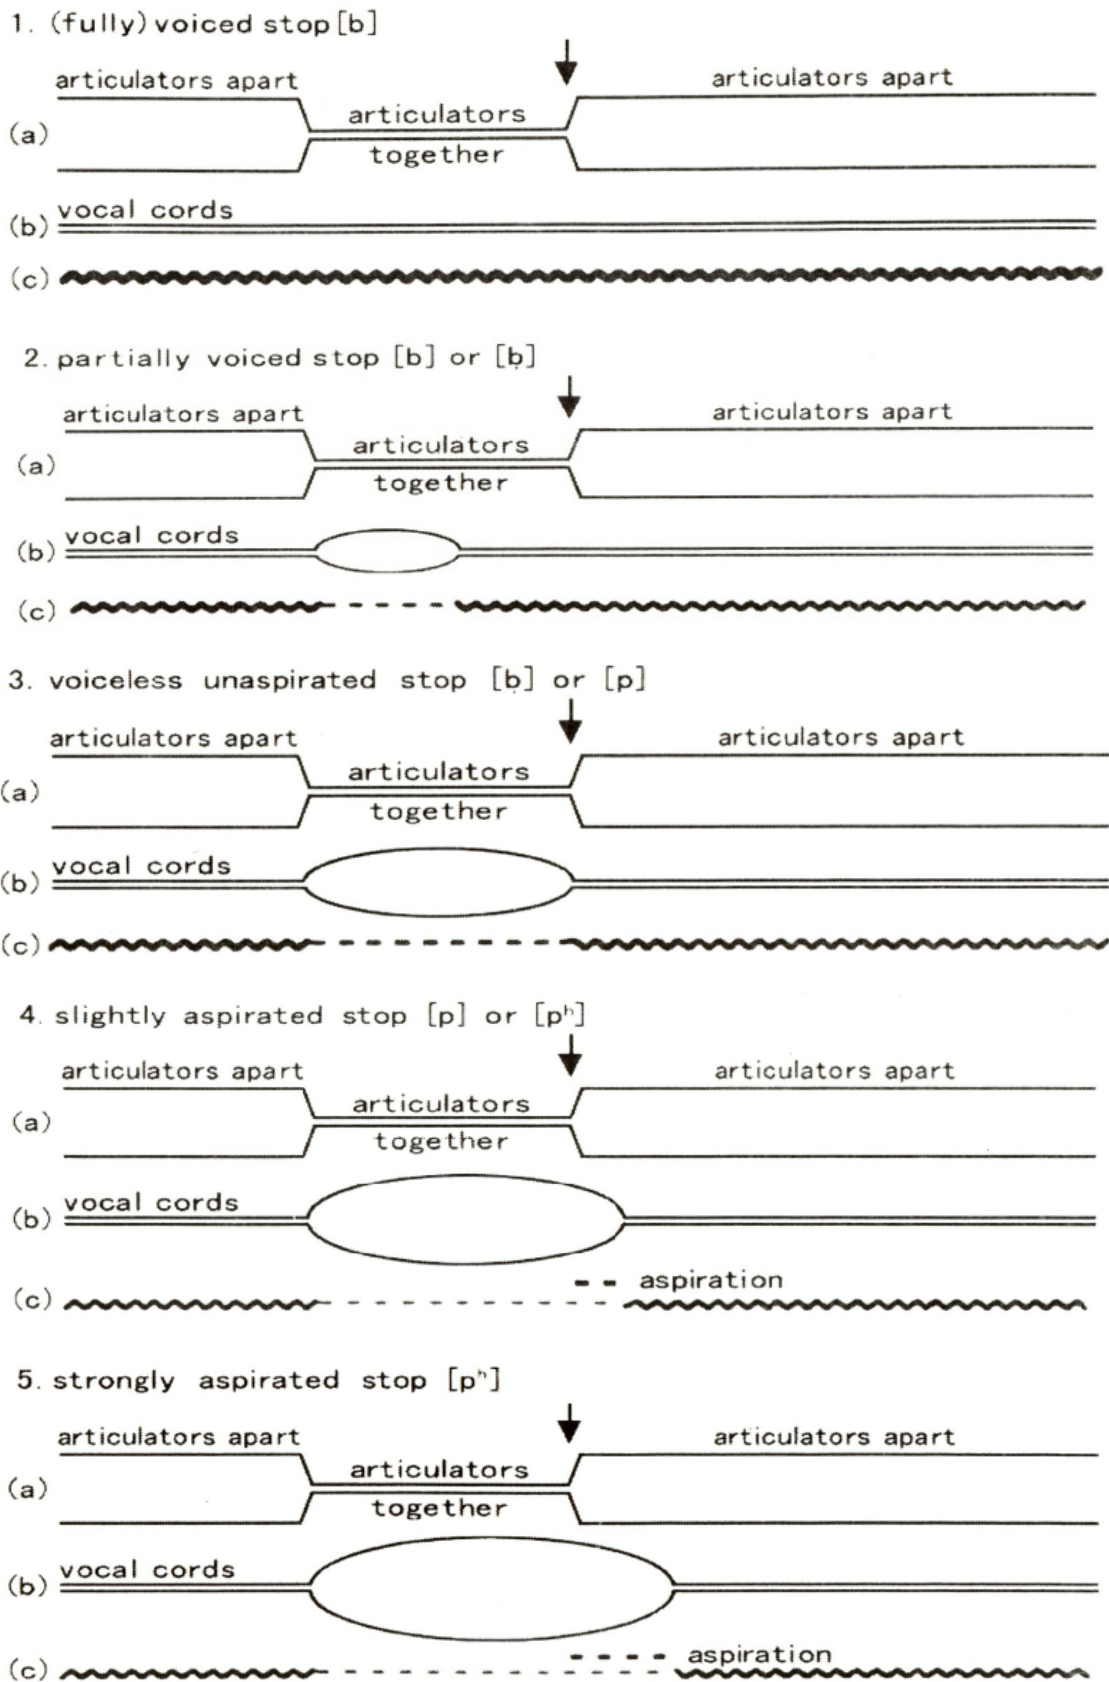 1. (fully) voiced stop [b]
articulators apart articulators apart
(a) articulators
together
vocal cords
(b)
(c)
2. partially voiced stop [b] or [b̥]
articulators apart articulators apart
articulators
(a)
together
vocal cords
(b)
(c)
3. voiceless unaspirated stop [b̥] or [p]
articulators apart articulators apart
articulators
(a)
together
vocal cords
(b)
(c)
4. slightly aspirated stop [p] or [pʰ]
articulators apart articulators apart
articulators
(a)
together
vocal cords
(b)
aspiration
(c)
5. strongly aspirated stop [pʰ]
articulators apart articulators apart
articulators
(a)
together
vocal cords
(b)
aspiration
(c)